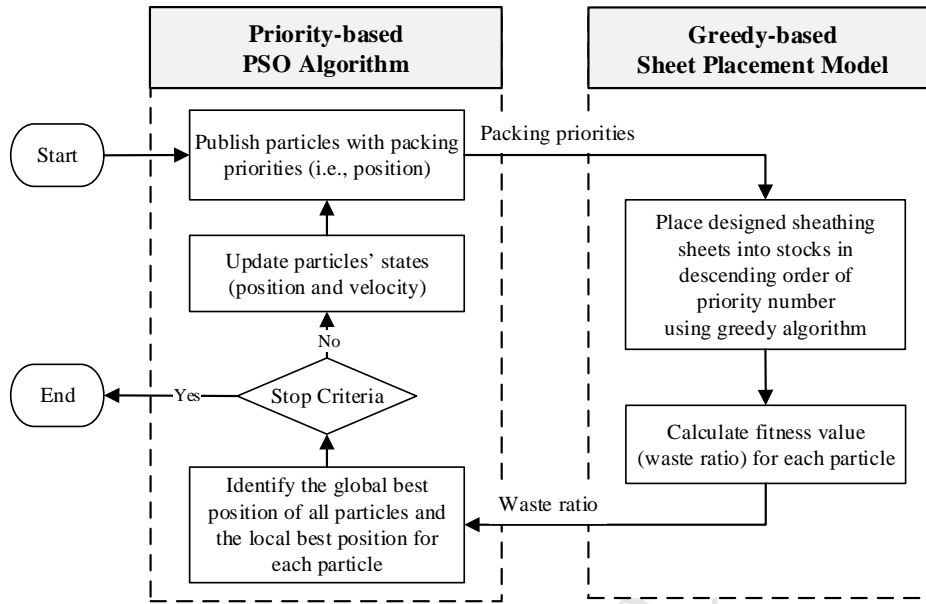 Priority-based
PSO Algorithm
Greedy-based
Sheet Placement Model
Start
Publish particles with packing
priorities (i.e., position)
Packing priorities
Place designed sheathing
sheets into stocks in
descending order of
priority number
using greedy algorithm
Update particles’ states
(position and velocity)
No
End
Yes
Stop Criteria
Calculate fitness value
(waste ratio) for each particle
Identify the global best
position of all particles and
the local best position for
each particle
Waste ratio